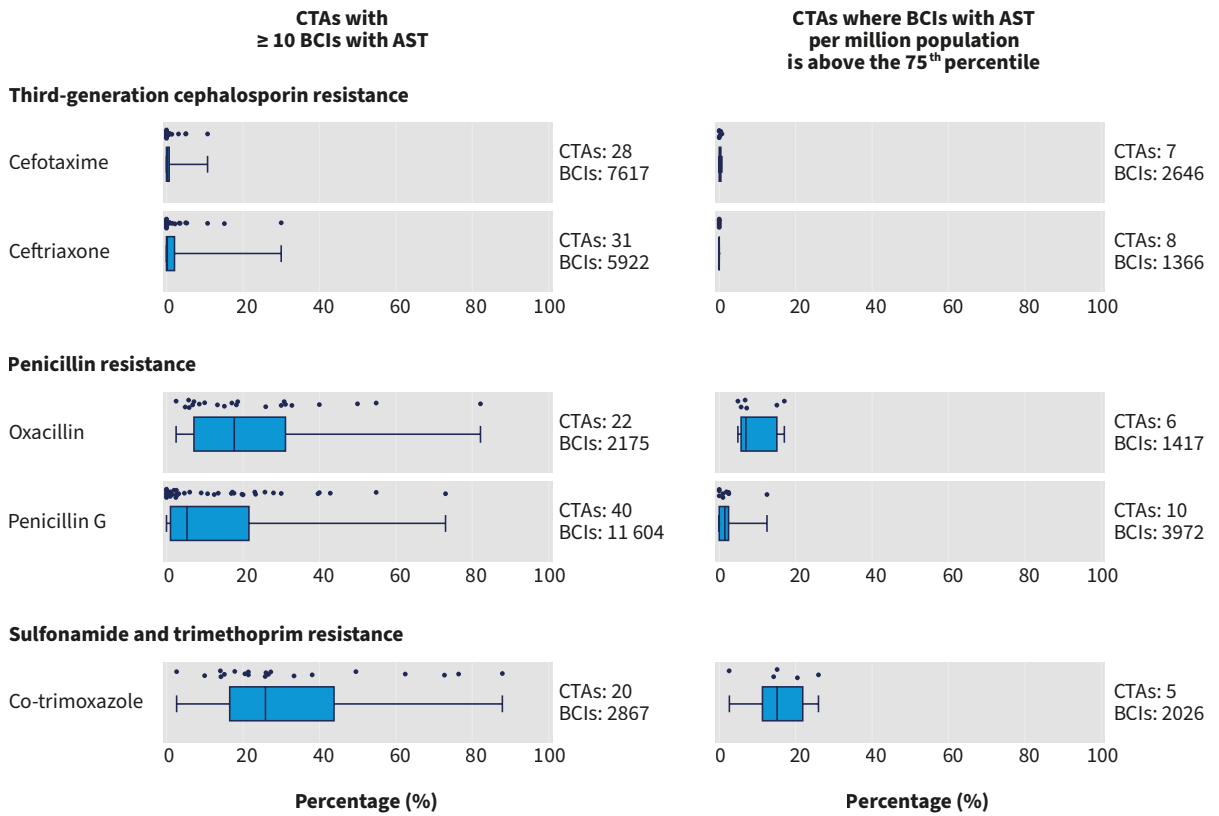 CTAs with
≥ 10 BCIs with AST
CTAs where BCIs with AST
per million population
is above the 75th percentile
Third-generation cephalosporin resistance
Cefotaxime
CTAs: 28
BCIs: 7617
CTAs: 7
BCIs: 2646
Ceftriaxone
CTAs: 31
BCIs: 5922
CTAs: 8
BCIs: 1366
0 20 40 60 80 100
0 20 40 60 80 100
Penicillin resistance
Oxacillin
CTAs: 22
BCIs: 2175
CTAs: 6
BCIs: 1417
Penicillin G
CTAs: 40
BCIs: 11 604
CTAs: 10
BCIs: 3972
0 20 40 60 80 100
0 20 40 60 80 100
Sulfonamide and trimethoprim resistance
Co-trimoxazole
CTAs: 20
BCIs: 2867
CTAs: 5
BCIs: 2026
0 20 40 60 80 100
0 20 40 60 80 100
Percentage (%)
Percentage (%)